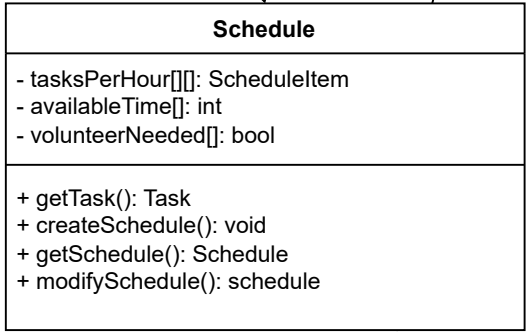 Schedule
- tasksPerHour[][]: ScheduleItem
- availableTime[]: int
- volunteerNeeded[]: bool
+ getTask(): Task
+ createSchedule(): void
+ getSchedule(): Schedule
+ modifySchedule(): schedule